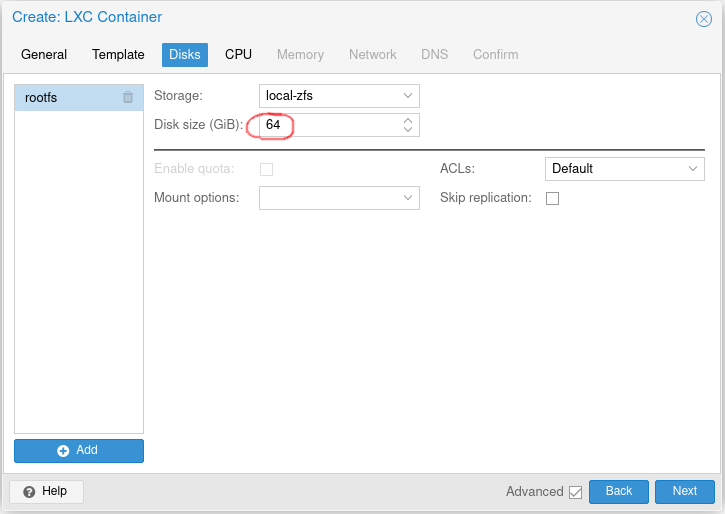 Create: LXC Container
General Template Disks CPU Memory Network DNS Confirm
rootfs
Storage: local-zfs
Disk size (GiB): 64
Enable quota: ACLs: Default
Mount options: Skip replication:
Add
Help Advanced Back Next